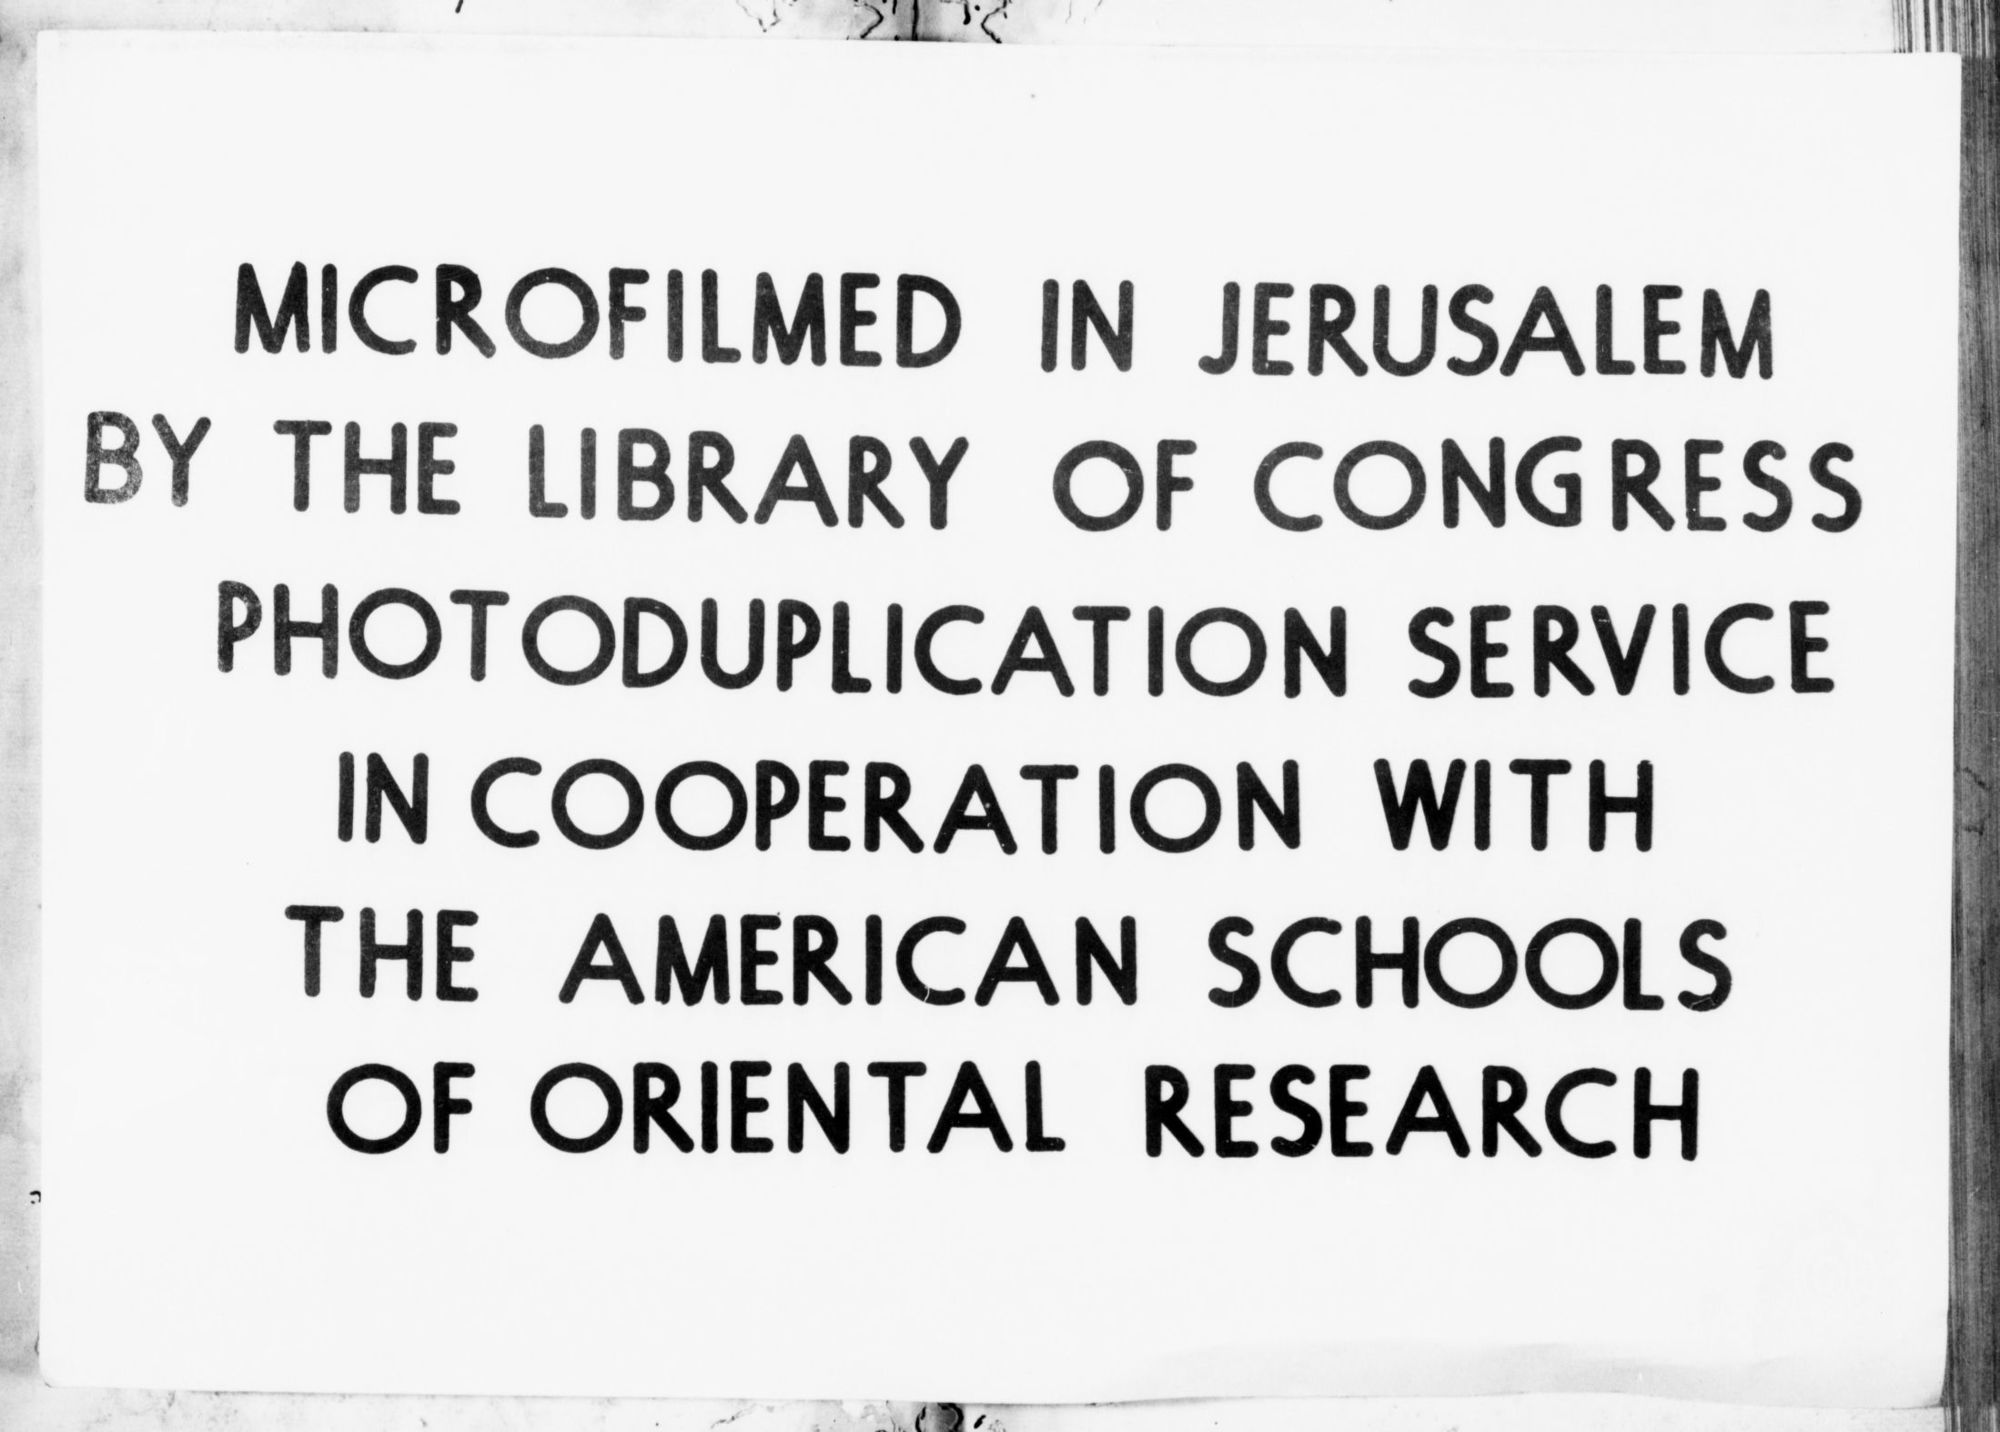 MICROFILMED IN JERUSALEM
BY THE LIBRARY OF CONGRESS
PHOTODUPLICATION SERVICE
IN COOPERATION WITH
THE AMERICAN SCHOOLS
OF ORIENTAL RESEARCH